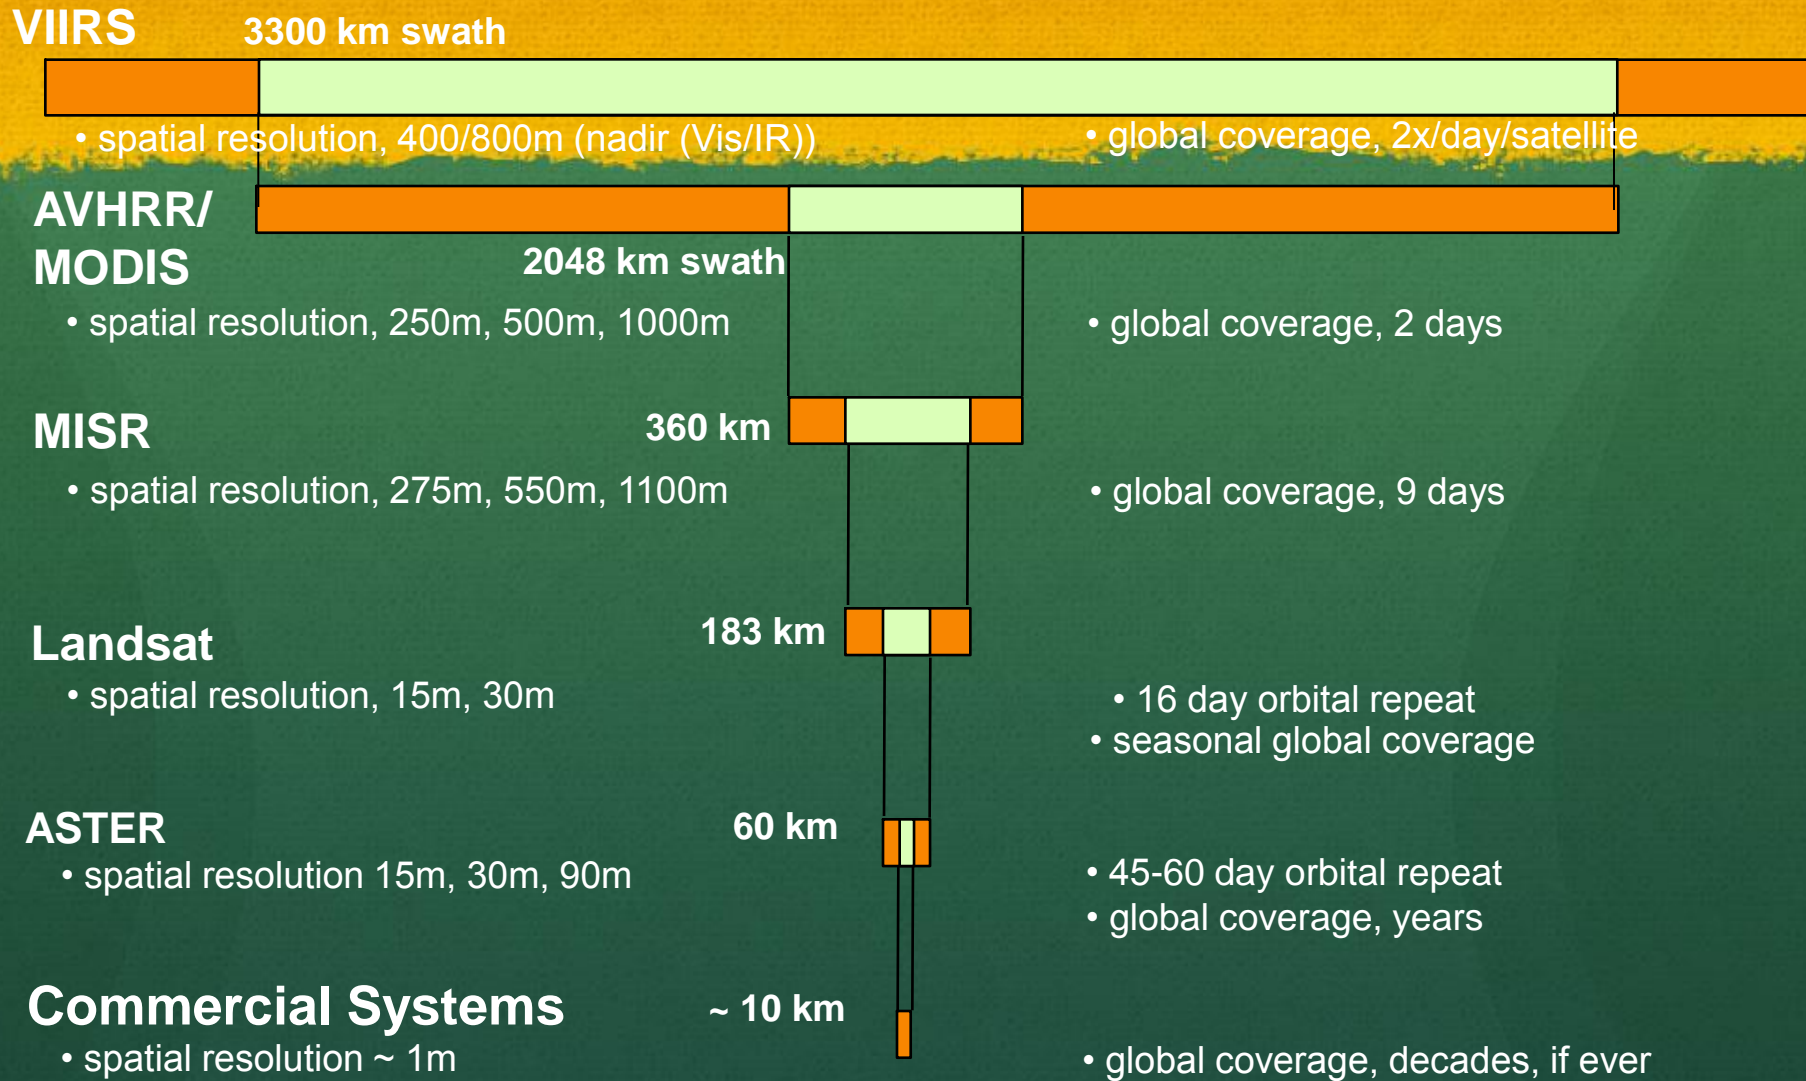 VIIRS 3300 km swath
• spatial resolution, 400/800m (nadir (Vis/IR)) • global coverage, 2x/day/satellite
AVHRR/
MODIS 2048 km swath
• spatial resolution, 250m, 500m, 1000m • global coverage, 2 days
MISR 360 km
• spatial resolution, 275m, 550m, 1100m • global coverage, 9 days
Landsat 183 km
• spatial resolution, 15m, 30m • 16 day orbital repeat
• seasonal global coverage
ASTER 60 km
• spatial resolution 15m, 30m, 90m • 45-60 day orbital repeat
• global coverage, years
Commercial Systems ~ 10 km
• spatial resolution ~ 1m • global coverage, decades, if ever